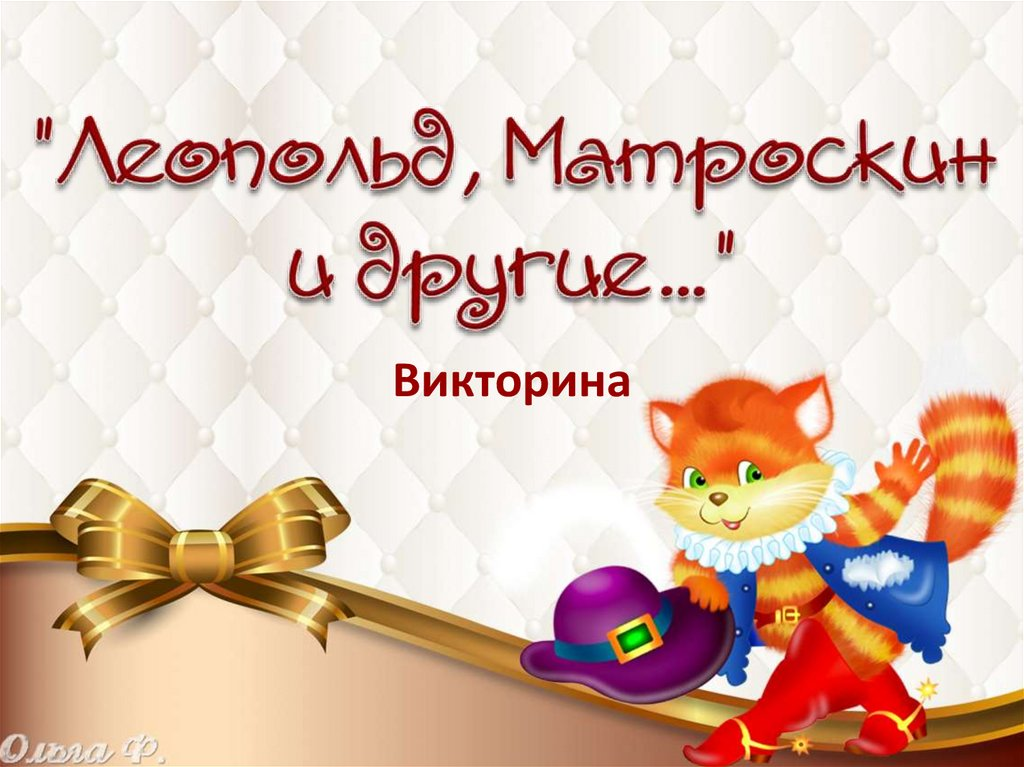 "Леопольд, Матроскин
и другие..."
Викторина
Ольга Ф.